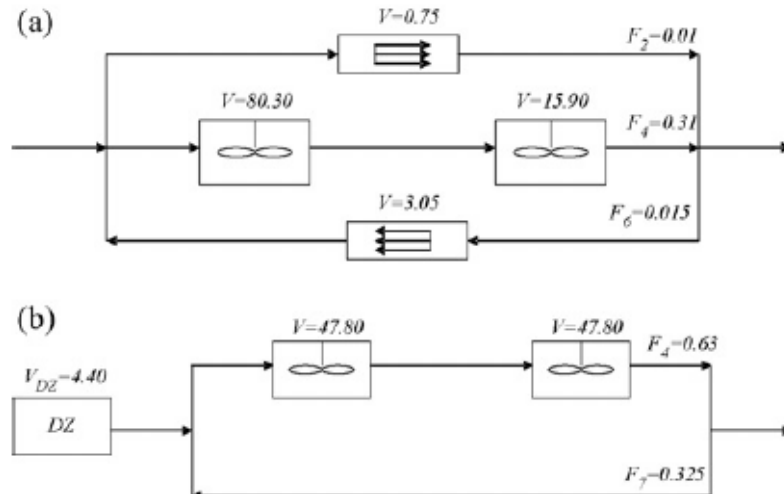 (a)
V=0.75
F2=0.01
V=80.30
V=15.90
F4=0.31
V=3.05
F6=0.015
(b)
V=47.80
V=47.80
F4=0.63
VDZ=4.40
DZ
F7=0.325